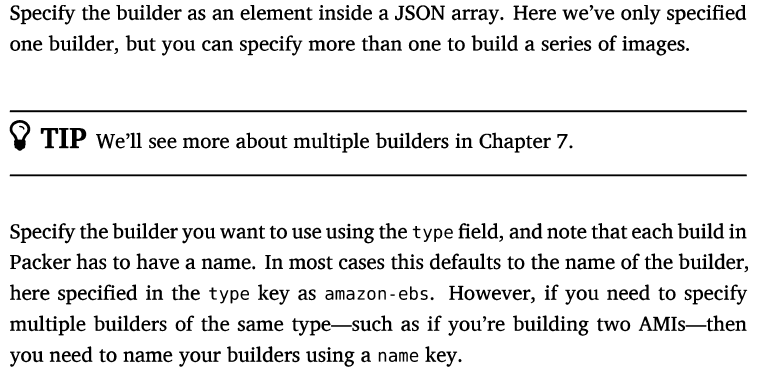 Specify the builder as an element inside a JSON array. Here we’ve only specified
one builder, but you can specify more than one to build a series of images.
TIP We’ll see more about multiple builders in Chapter 7.
Specify the builder you want to use using the type field, and note that each build in
Packer has to have a name. In most cases this defaults to the name of the builder,
here specified in the type key as amazon-ebs. However, if you need to specify
multiple builders of the same type—such as if you’re building two AMIs—then
you need to name your builders using a name key.